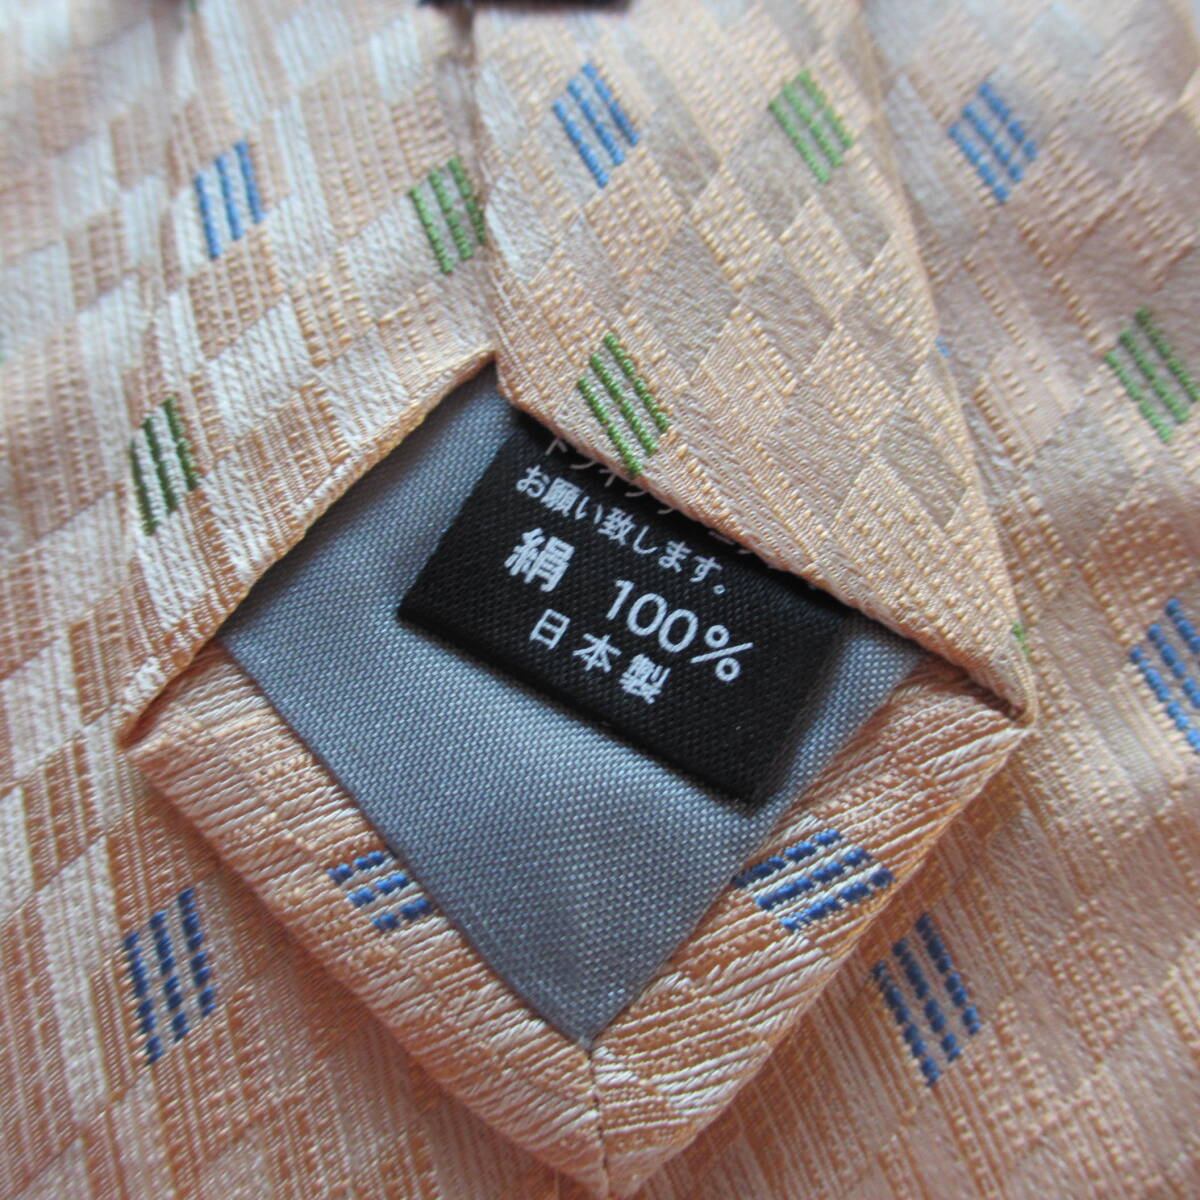 お願い致します。
絹 100%
日本製